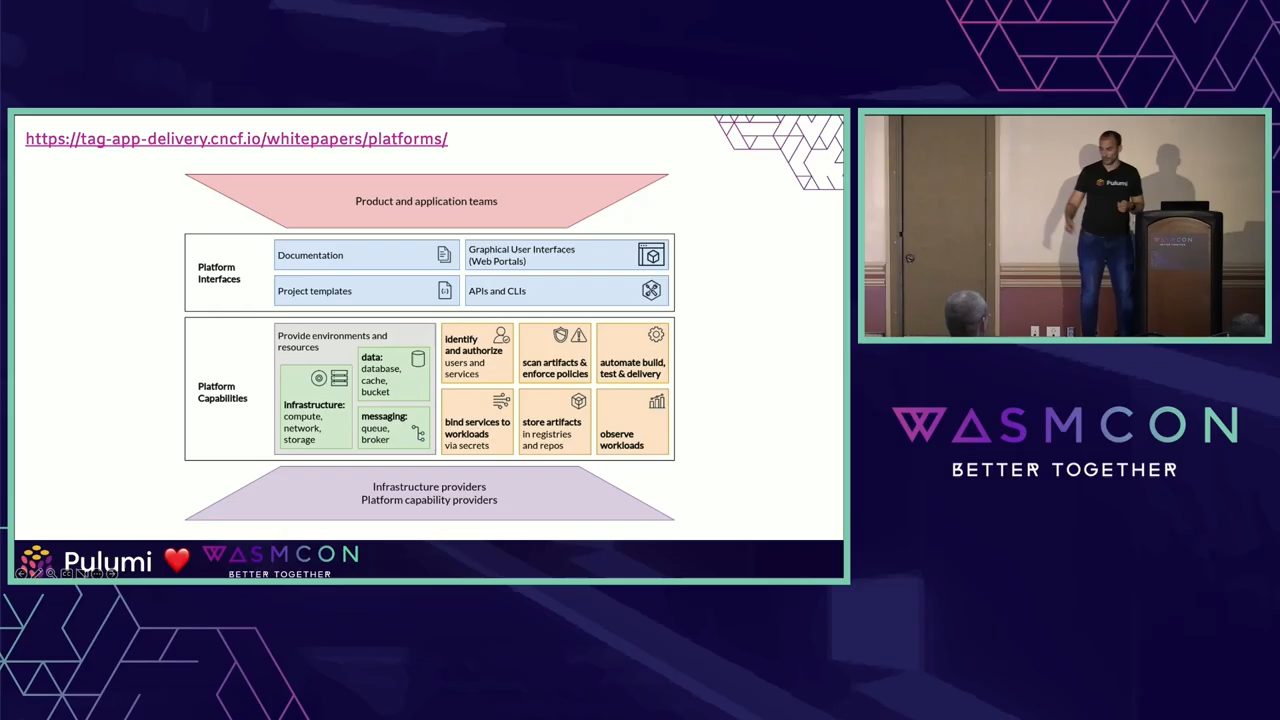 https://tag-app-delivery.cncf.io/whitepapers/platforms/
Product and application teams
Platform
Interfaces
Documentation
Graphical User Interfaces
(Web Portals)
Project templates
APIs and CLIs
Platform
Capabilities
Provide environments and
resources
infrastructure:
compute,
network,
storage
data:
database,
cache,
bucket
messaging:
queue,
broker
identify
and authorize
users and
services
scan artifacts &
enforce policies
automate build,
test & delivery
bind services to
workloads
via secrets
store artifacts
in registries
and repos
observe
workloads
Infrastructure providers
Platform capability providers
Pulumi ❤️ WASMCON
BETTER TOGETHER
Pulumi
WASMCON
WASMCON
BETTER TOGETHER